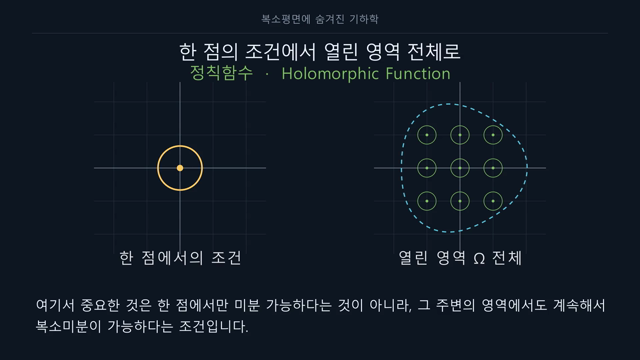 복소평면에 숨겨진 기하학
한 점의 조건에서 열린 영역 전체로
정칙함수 · Holomorphic Function
한 점에서의 조건
열린 영역 Ω 전체
여기서 중요한 것은 한 점에서만 미분 가능하다는 것이 아니라, 그 주변의 영역에서도 계속해서
복소미분이 가능하다는 조건입니다.